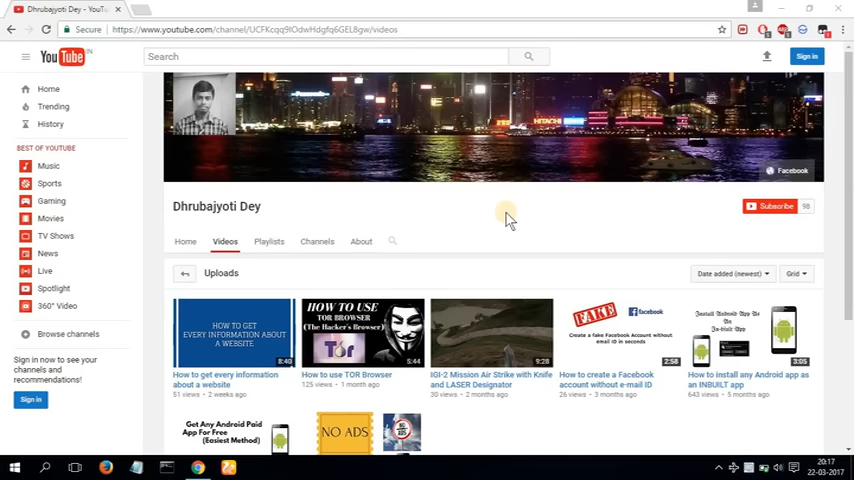 Dhrubajyoti Dey - YouTu
Secure
https://www.youtube.com/channel/UCFKcqq9IOdwHdgfq6GEL8gw/videos
YouTube IN
Search
Sign in
Home
Trending
History
BEST OF YOUTUBE
Music
Sports
Gaming
Movies
TV Shows
News
Live
Spotlight
360° Video
Browse channels
Sign in now to see your
channels and
recommendations!
Sign in
HITACHI
Facebook
Dhrubajyoti Dey
Subscribe 98
Home Videos Playlists Channels About
Uploads
Date added (newest)
Grid
HOW TO GET
EVERY INFORMATION ABOUT
A WEBSITE
8:40
How to get every information
about a website
51 views • 2 weeks ago
HOW TO USE
TOR BROWSER
(The Hacker's Browser)
Tor
5:44
How to use TOR Browser
125 views • 1 month ago
9:28
IGI-2 Mission Air Strike with Knife
and LASER Designator
30 views • 2 months ago
FAKE
facebook
Create a fake Facebook Account without
email ID in seconds
2:58
How to create a Facebook
account without e-mail ID
26 views • 3 months ago
Install Any Android App As
An In-built App
3:05
How to install any Android app as
an INBUILT app
643 views • 5 months ago
Get Any Android Paid
App For Free
(Easiest Method)
NO ADS
20:17
22-03-2017